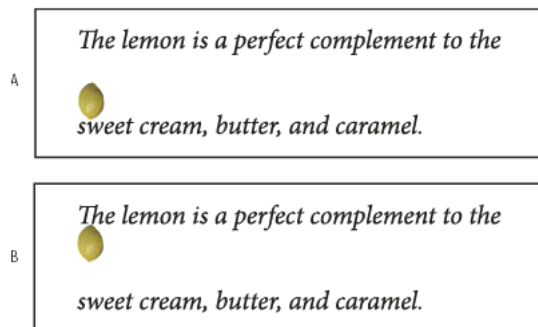 The lemon is a perfect complement to the
A
sweet cream, butter, and caramel.
The lemon is a perfect complement to the
B
sweet cream, butter, and caramel.